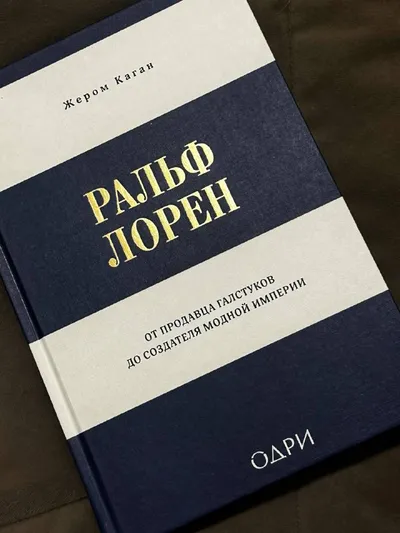 Жером Каган
РАЛЬФ
ЛОРЕН
ОТ ПРОДАВЦА ГАЛСТУКОВ
ДО СОЗДАТЕЛЯ МОДНОЙ ИМПЕРИИ
ОДРИ